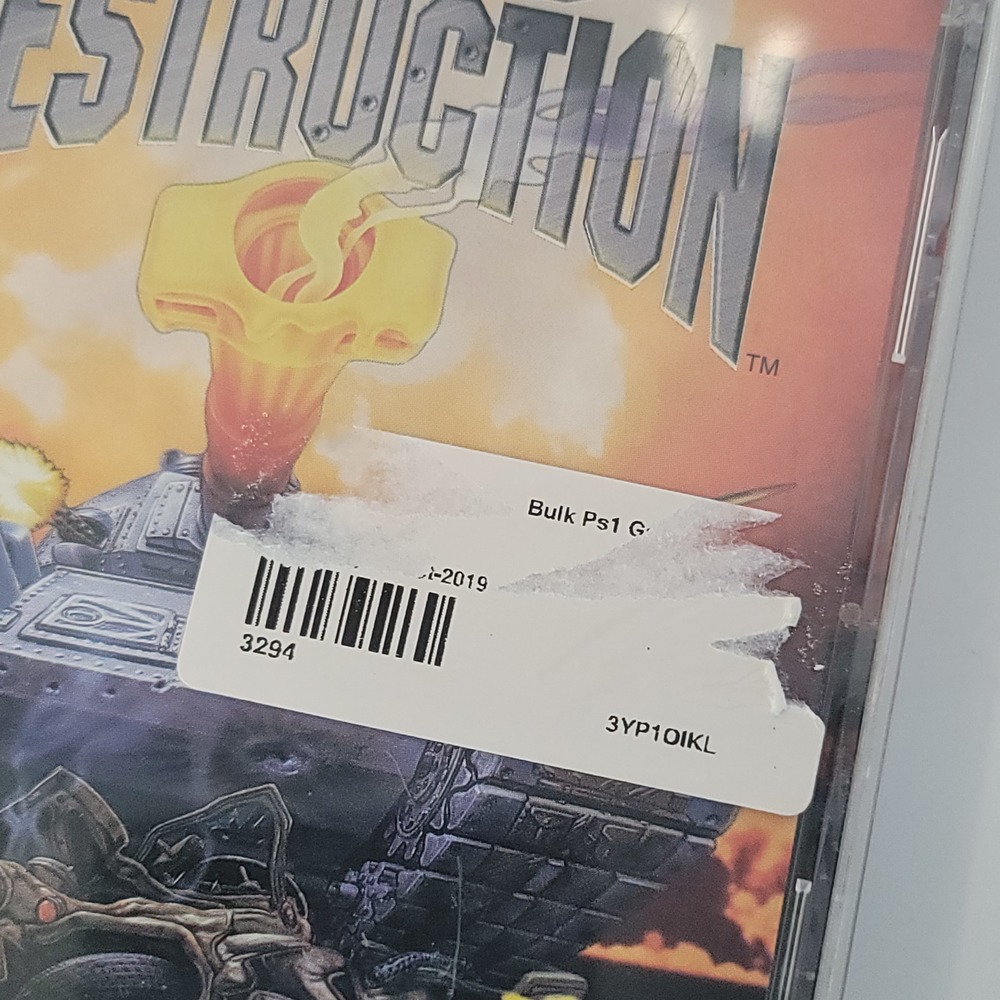 ESTRUCTION
TM
Bulk Ps1 G
-2019
3294
3YP1OIKL